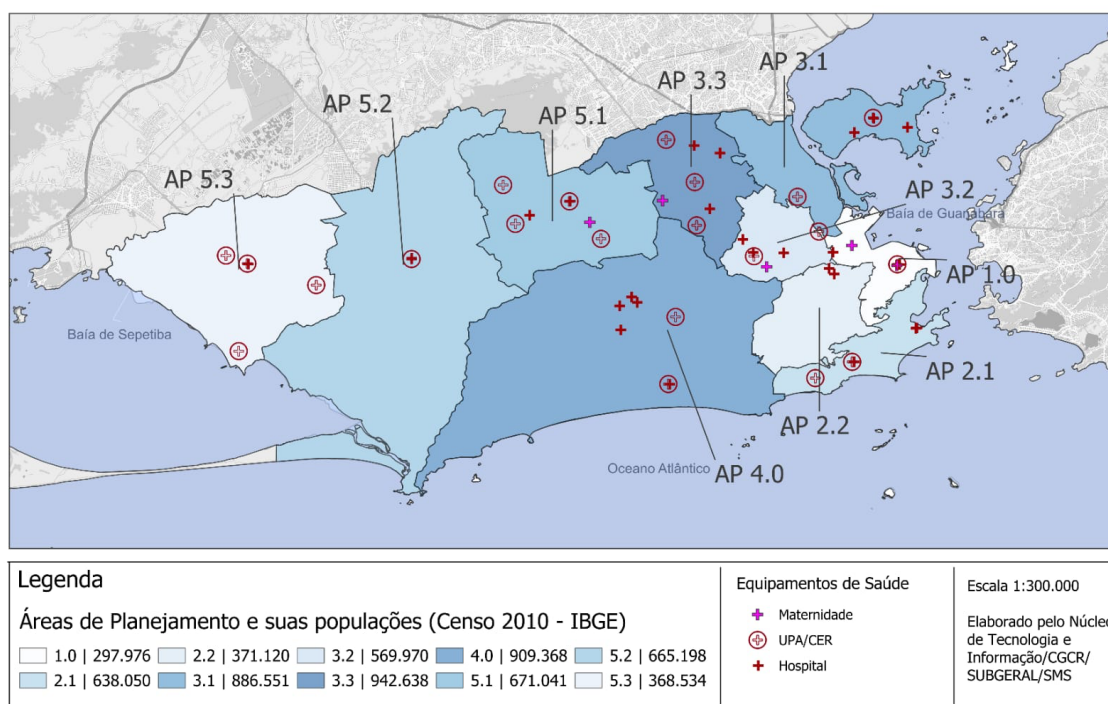 AP 3.1
AP 3.3
AP 5.2
AP 5.1
AP 5.3
AP 3.2
Baía de Guanabara
AP 1.0
Baía de Sepetiba
AP 2.1
AP 2.2
Oceano Atlântico
AP 4.0
Legenda
Áreas de Planejamento e suas populações (Censo 2010 - IBGE)
1.0 | 297.976 2.2 | 371.120 3.2 | 569.970 4.0 | 909.368 5.2 | 665.198
2.1 | 638.050 3.1 | 886.551 3.3 | 942.638 5.1 | 671.041 5.3 | 368.534
Equipamentos de Saúde
Maternidade
UPA/CER
Hospital
Escala 1:300.000
Elaborado pelo Núcleo
de Tecnologia e
Informação/CGCR/
SUBGERAL/SMS